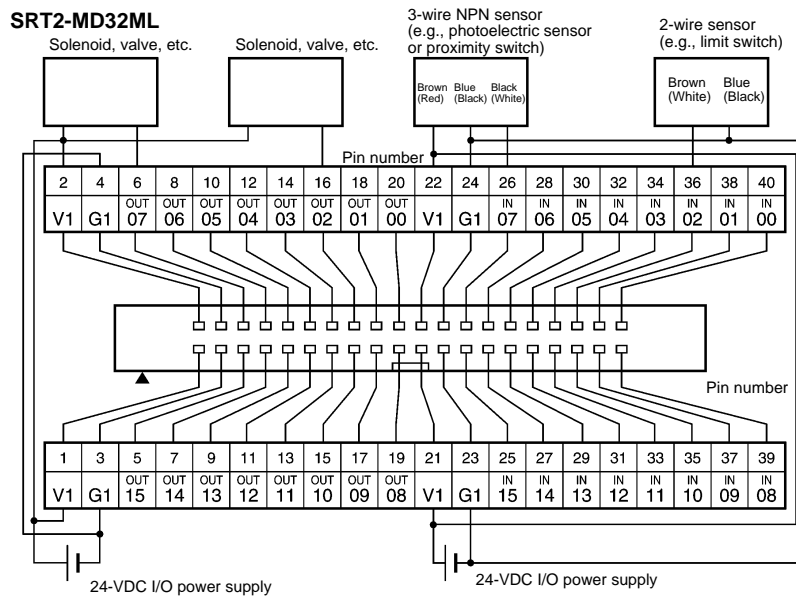 SRT2-MD32ML
Solenoid, valve, etc.
Solenoid, valve, etc.
3-wire NPN sensor
(e.g., photoelectric sensor
or proximity switch)
2-wire sensor
(e.g., limit switch)
Brown Blue Black
(Red) (Black) (White)
Brown Blue
(White) (Black)
Pin number
2 4 6 8 10 12 14 16 18 20 22 24 26 28 30 32 34 36 38 40
OUT OUT OUT OUT OUT OUT OUT OUT IN IN IN IN IN IN IN IN
V1 G1 07 06 05 04 03 02 01 00 V1 G1 07 06 05 04 03 02 01 00
Pin number
1 3 5 7 9 11 13 15 17 19 21 23 25 27 29 31 33 35 37 39
OUT OUT OUT OUT OUT OUT OUT OUT IN IN IN IN IN IN IN IN
V1 G1 15 14 13 12 11 10 09 08 V1 G1 15 14 13 12 11 10 09 08
24-VDC I/O power supply
24-VDC I/O power supply